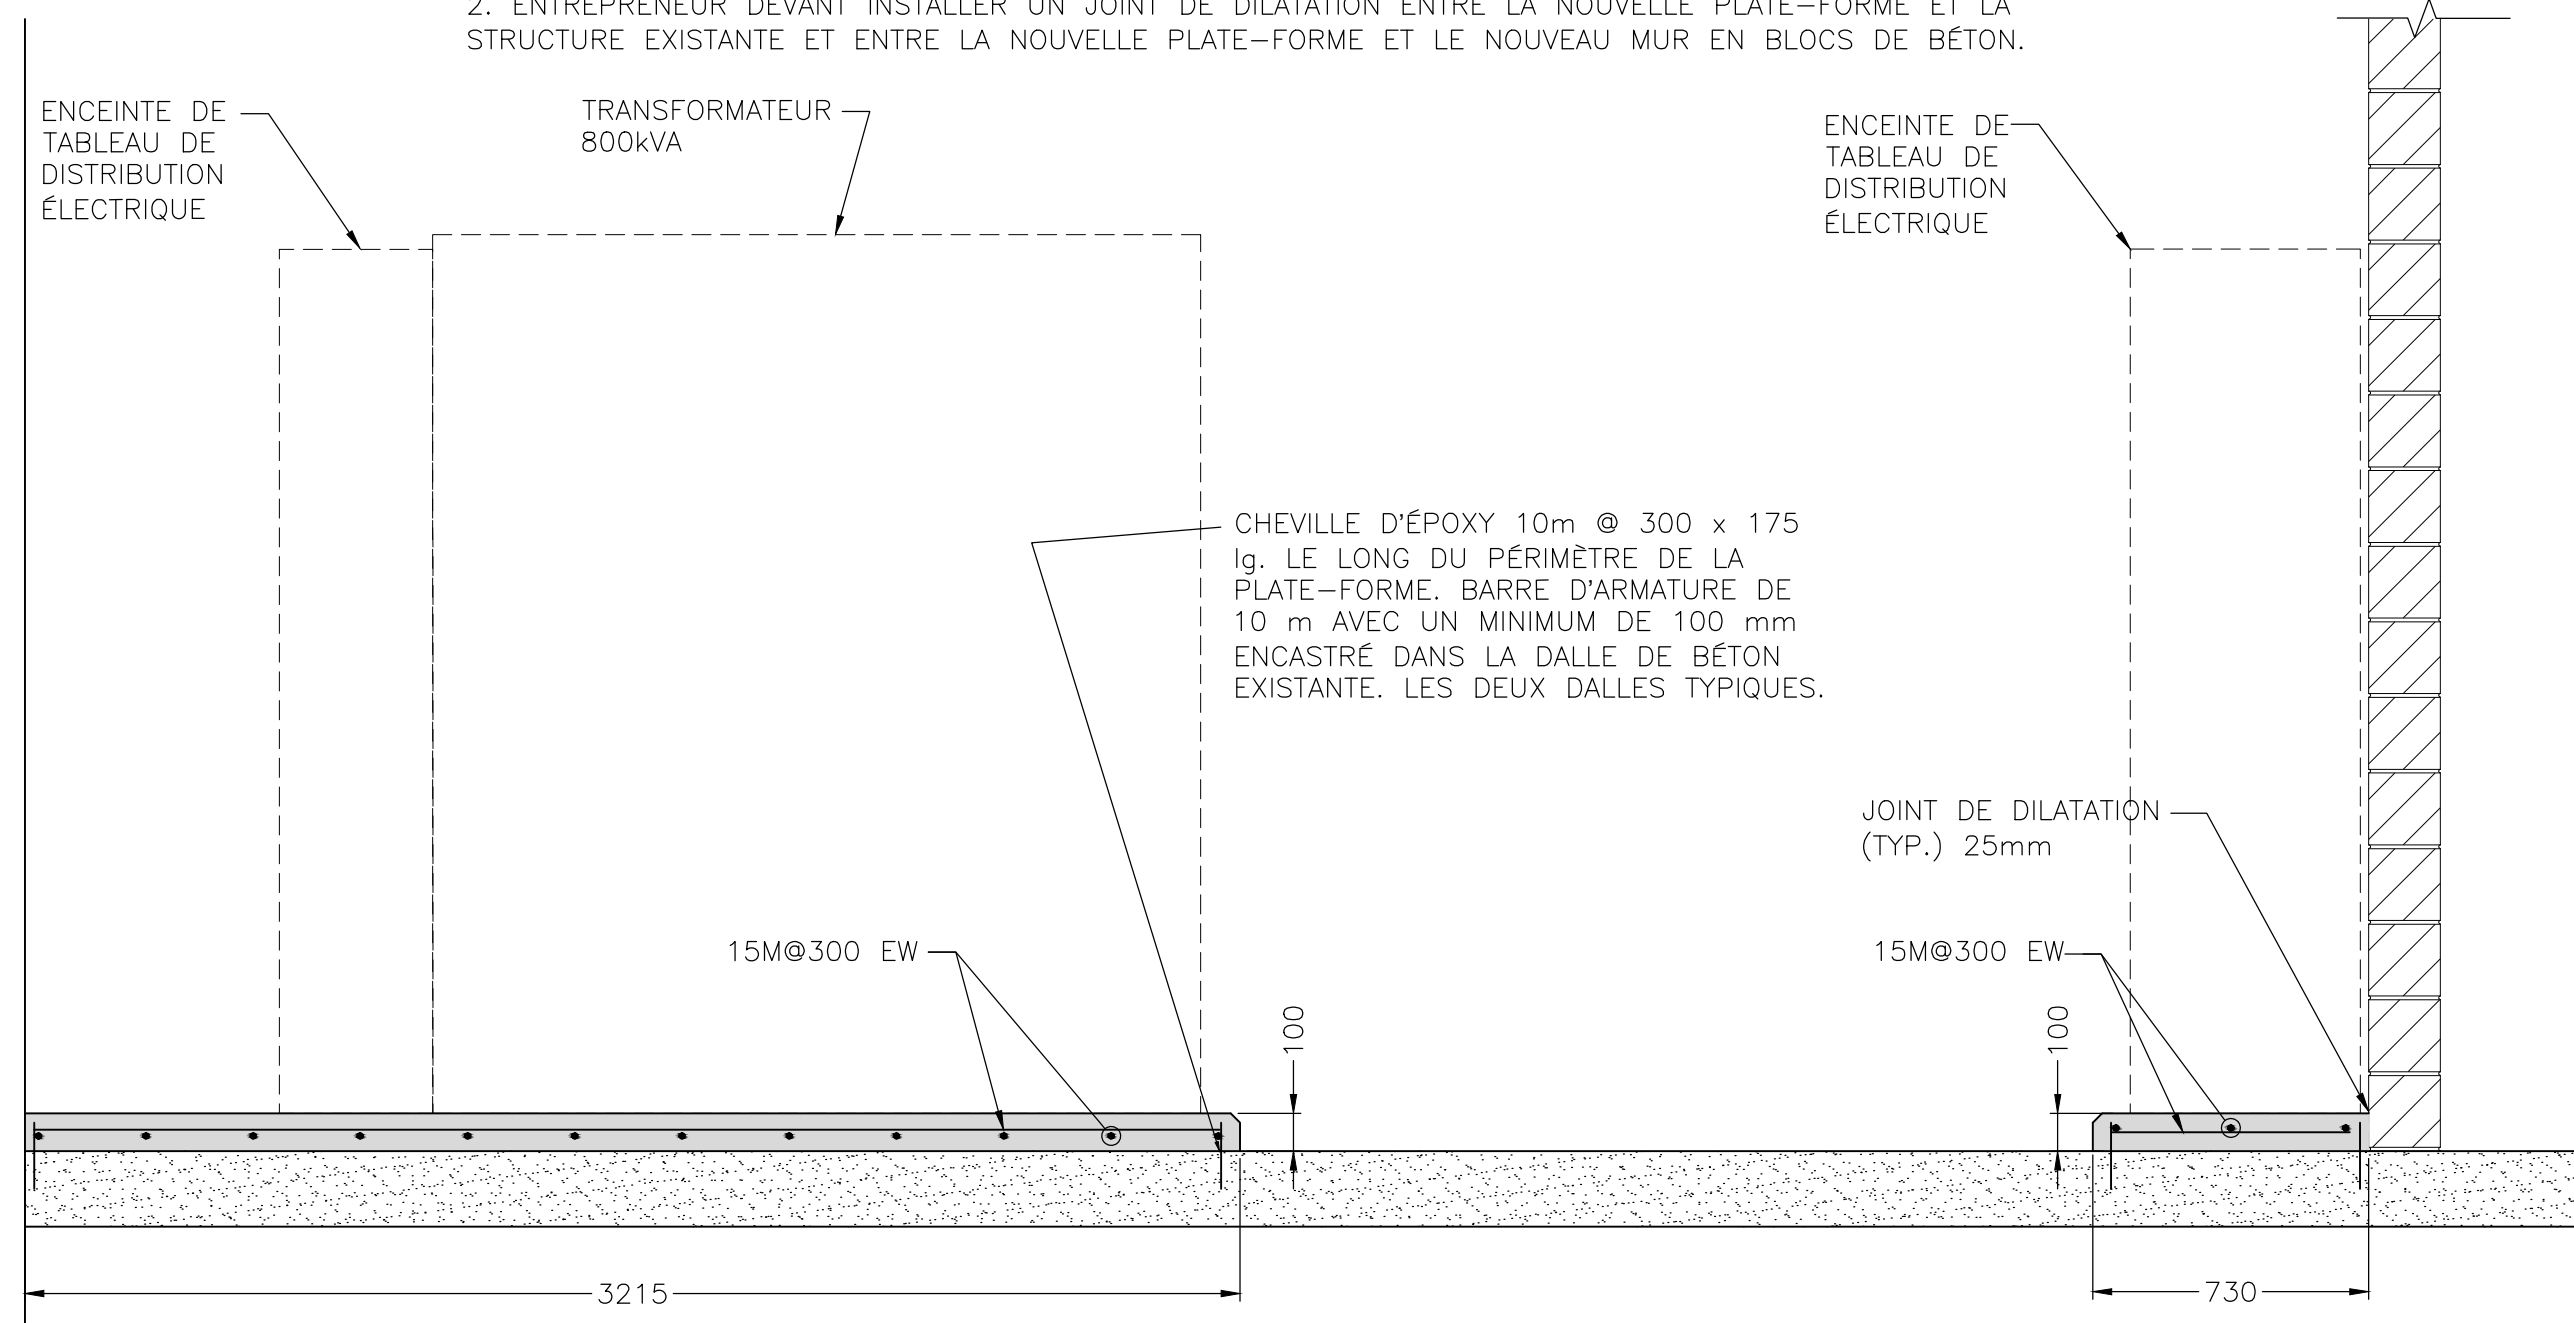 2. ENTREPRENEUR DEVANT INSTALLER UN JOINT DE DILATATION ENTRE LA NOUVELLE PLATE-FORME ET LA
STRUCTURE EXISTANTE ET ENTRE LA NOUVELLE PLATE-FORME ET LE NOUVEAU MUR EN BLOCS DE BÉTON.
ENCEINTE DE
TABLEAU DE
DISTRIBUTION
ÉLECTRIQUE
TRANSFORMATEUR
800kVA
ENCEINTE DE
TABLEAU DE
DISTRIBUTION
ÉLECTRIQUE
CHEVILLE D'ÉPOXY 10m @ 300 x 175
lg. LE LONG DU PÉRIMÈTRE DE LA
PLATE-FORME. BARRE D'ARMATURE DE
10 m AVEC UN MINIMUM DE 100 mm
ENCASTRÉ DANS LA DALLE DE BÉTON
EXISTANTE. LES DEUX DALLES TYPIQUES.
JOINT DE DILATATION
(TYP.) 25mm
15M@300 EW
15M@300 EW
100
100
3215
730